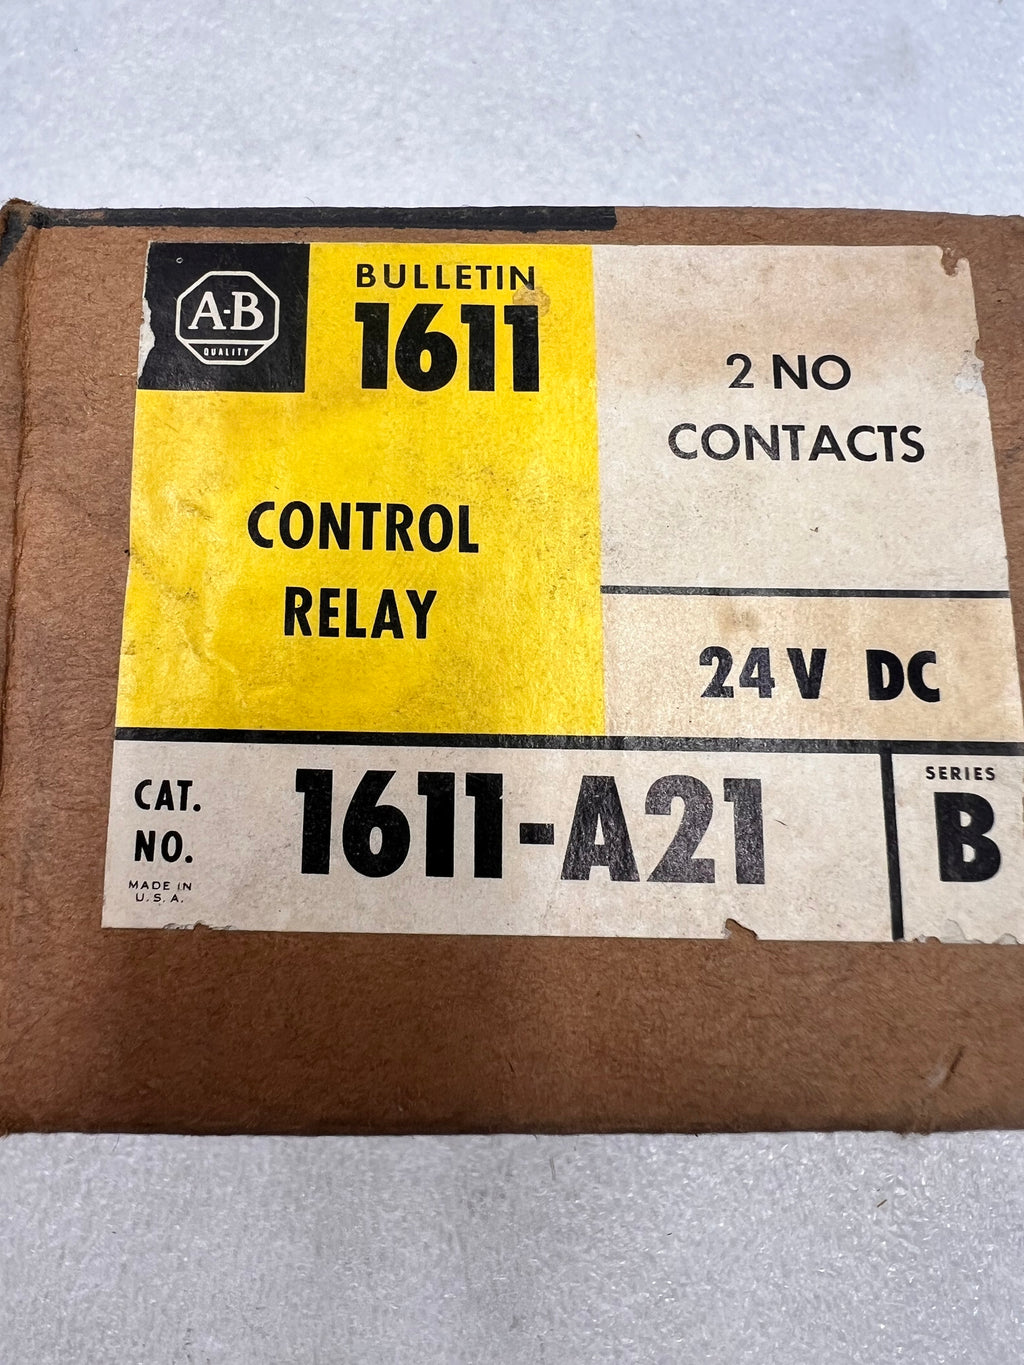 A-B
QUALITY
BULLETIN
1611
CONTROL
RELAY
2 NO
CONTACTS
24V DC
CAT.
NO.
MADE IN
U.S.A.
1611-A21
SERIES
B